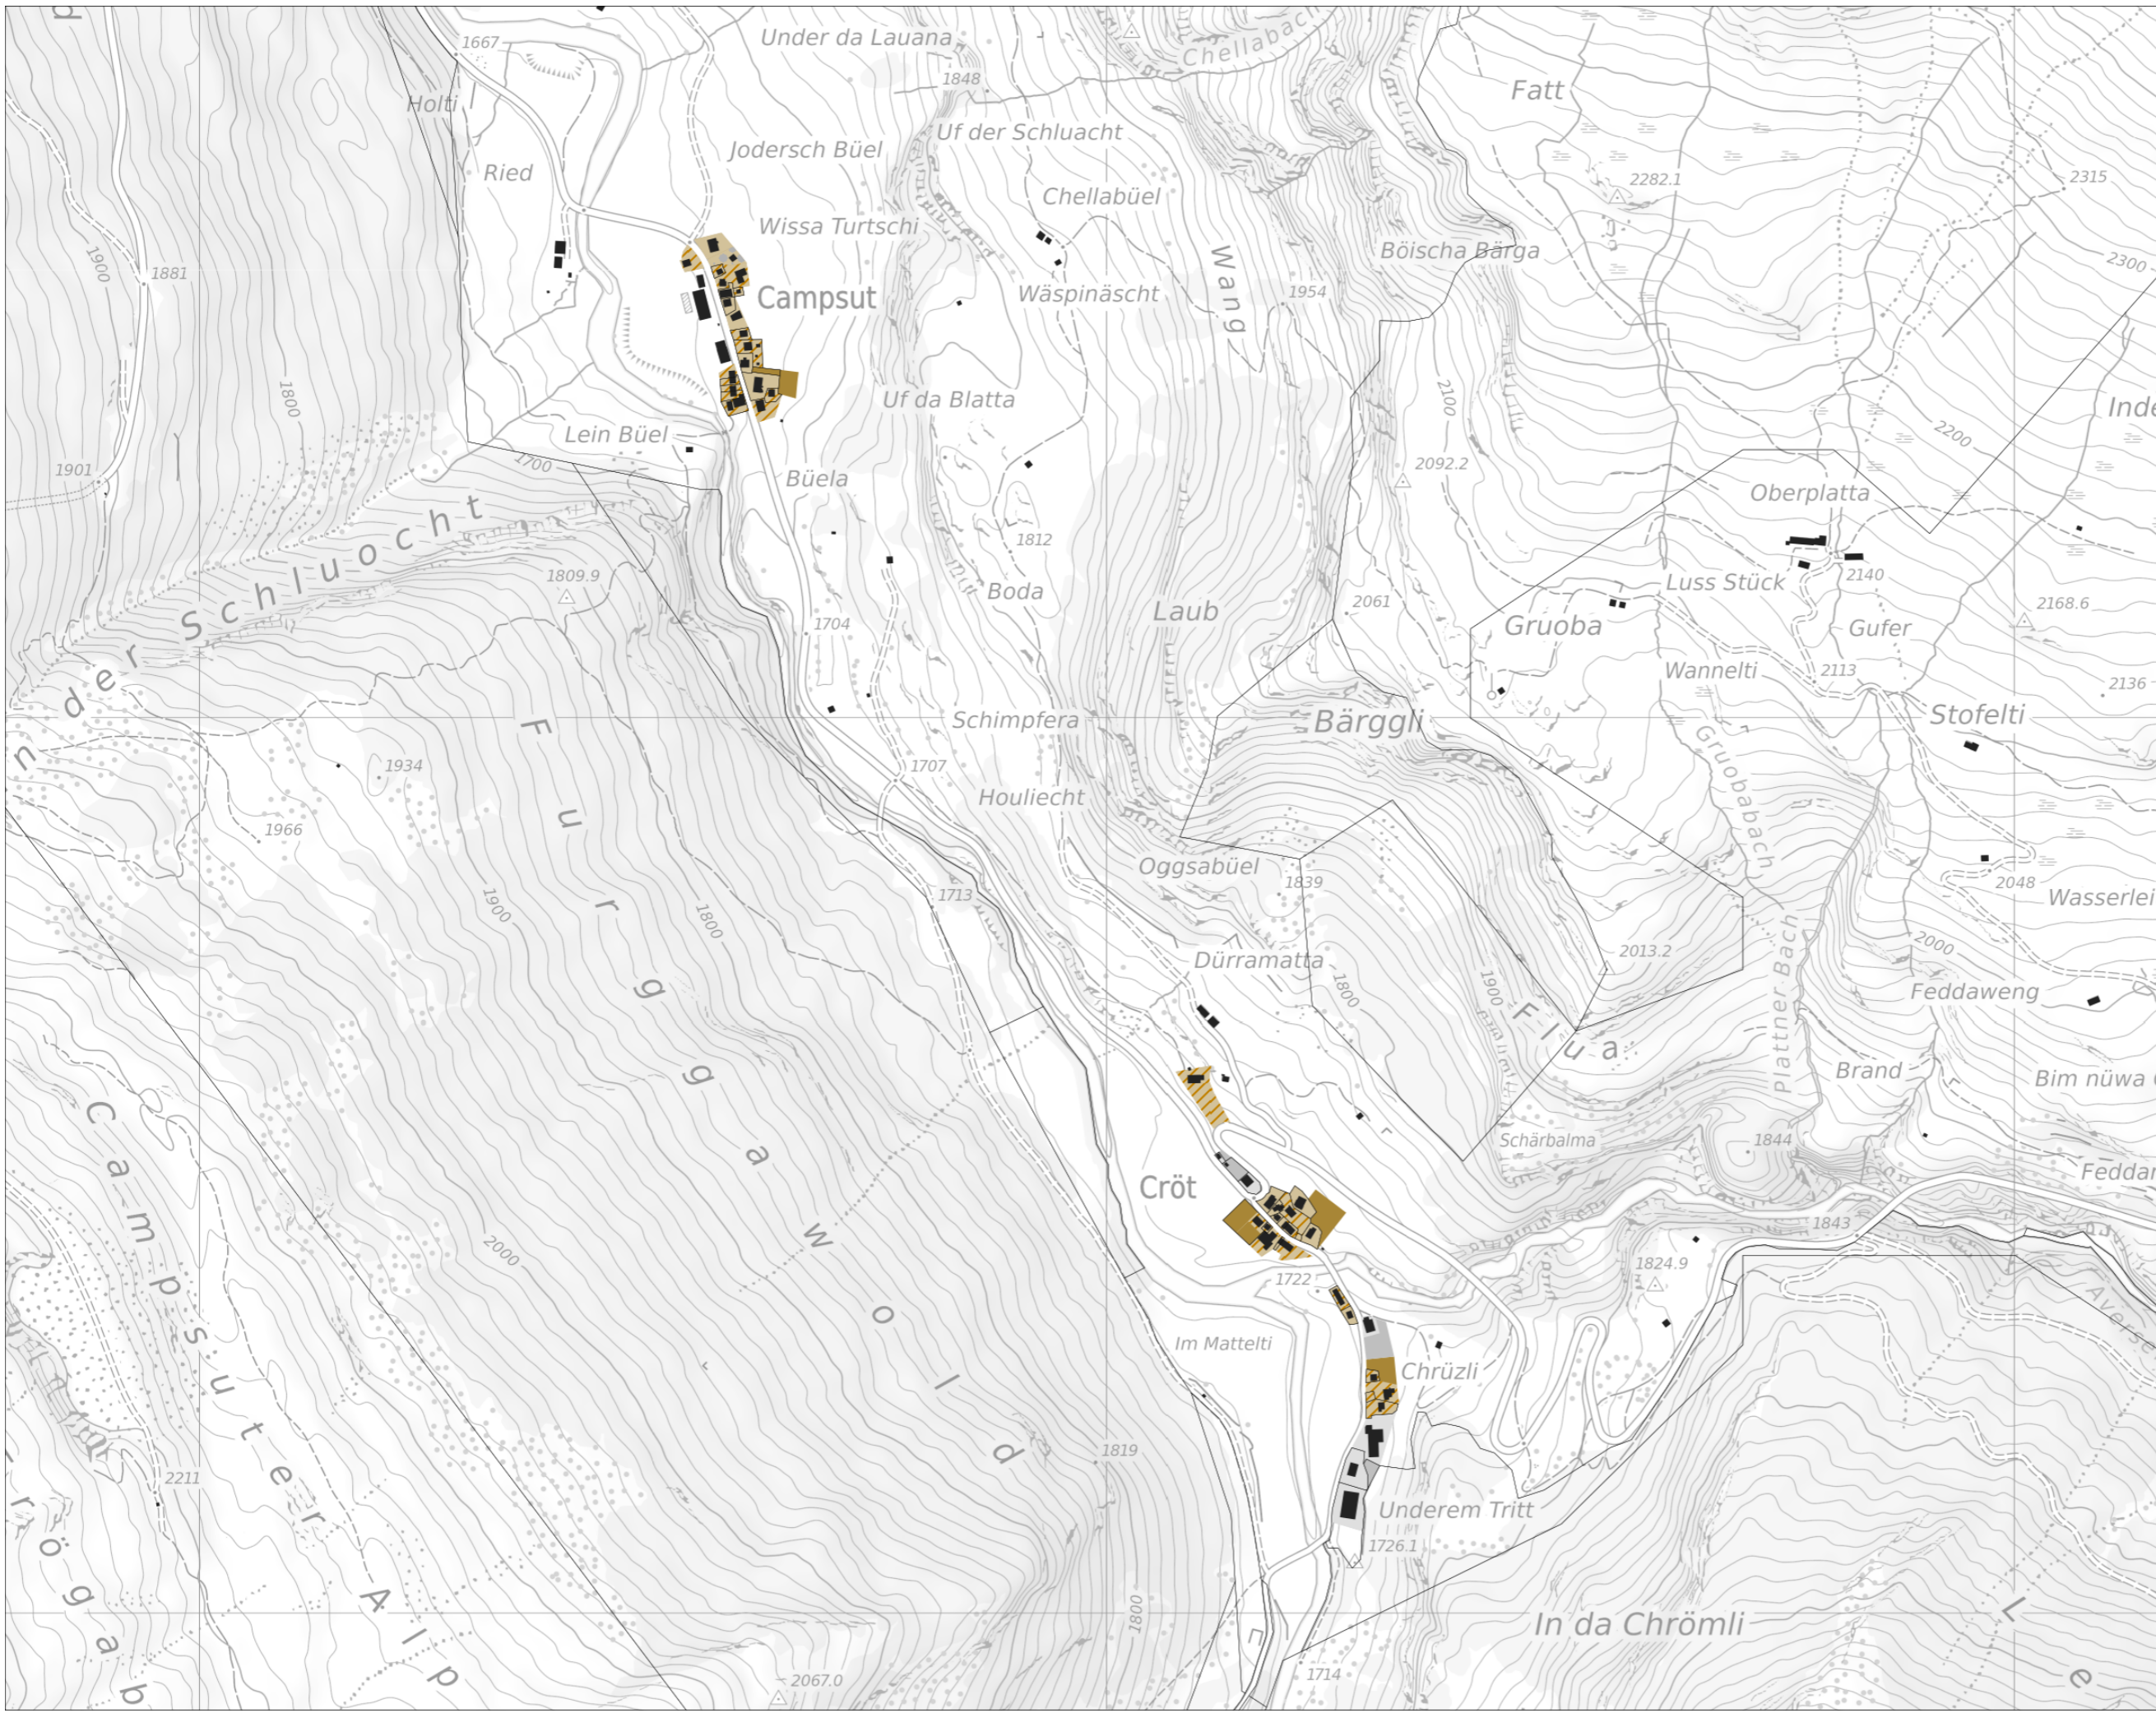 Under da Lauana
Chellabach
1667
1848
Fatt
Holti
Uf der Schluacht
Jodersch Büel
Ried
2282.1
2315
Chellabüel
Wissa Turtschi
Böischa Bärga
1900
1881
2300
Campsut
Wäspinäscht
Wang
1954
1800
2100
Uf da Blatta
Inde
Lein Büel
2200
1700
1901
2092.2
Büela
Oberplatta
n der Schluocht
1812
1809.9
Boda
Luss Stück
2140
2061
2168.6
Laub
1704
Gruoba
Gufer
Wannelti
2113
2136
Schimpfera
Bärggli
Stofelti
Gruobabach
1934
1707
Houliecht
1966
Oggsabüel
1839
2048
1713
Wasserlei
1900
1800
Furggawold
2000
Dürramatta
2013.2
1800
1900
Flua
Feddaweng
Plattner Bach
Brand
Bim nüwa
Campsuter Alp
Schärbalma
1844
Feddar
Cröt
1843
2000
1722
1824.9
Averse
Im Mattelti
Chrüzli
1819
2211
Underem Tritt
1726.1
rögab
1800
In da Chrömli
L e
2067.0
1714